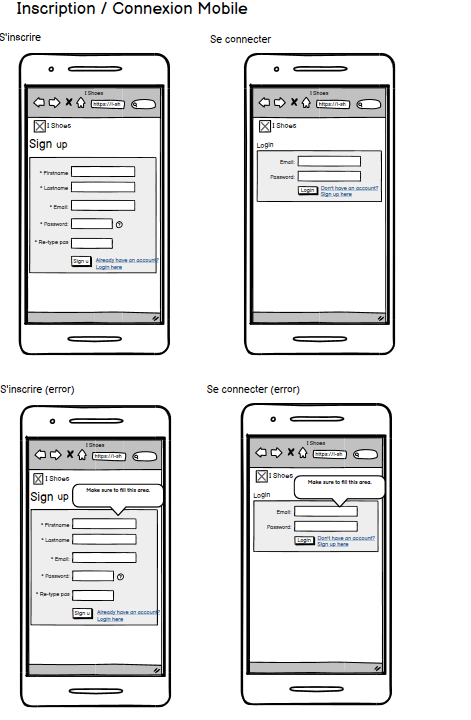 Inscription / Connexion Mobile
S'inscrire
Se connecter
I Shoes
https://i-sh
I Shoes
Sign up
* Firstname
* Lastname
* Email:
* Password:
?
* Re-type pas
Sign u
Already have an account?
Login here
I Shoes
https://i-sh
I Shoes
Login
Email:
Password:
Login
Don't have an account?
Sign up here
S'inscrire (error)
Se connecter (error)
I Shoes
https://i-sh
I Shoes
Sign up
Make sure to fill this area.
* Firstname
* Lastname
* Email:
* Password:
?
* Re-type pas
Sign u
Already have an account?
Login here
I Shoes
https://i-sh
I Shoes
Make sure to fill this area.
Login
Email:
Password:
Login
Don't have an account?
Sign up here